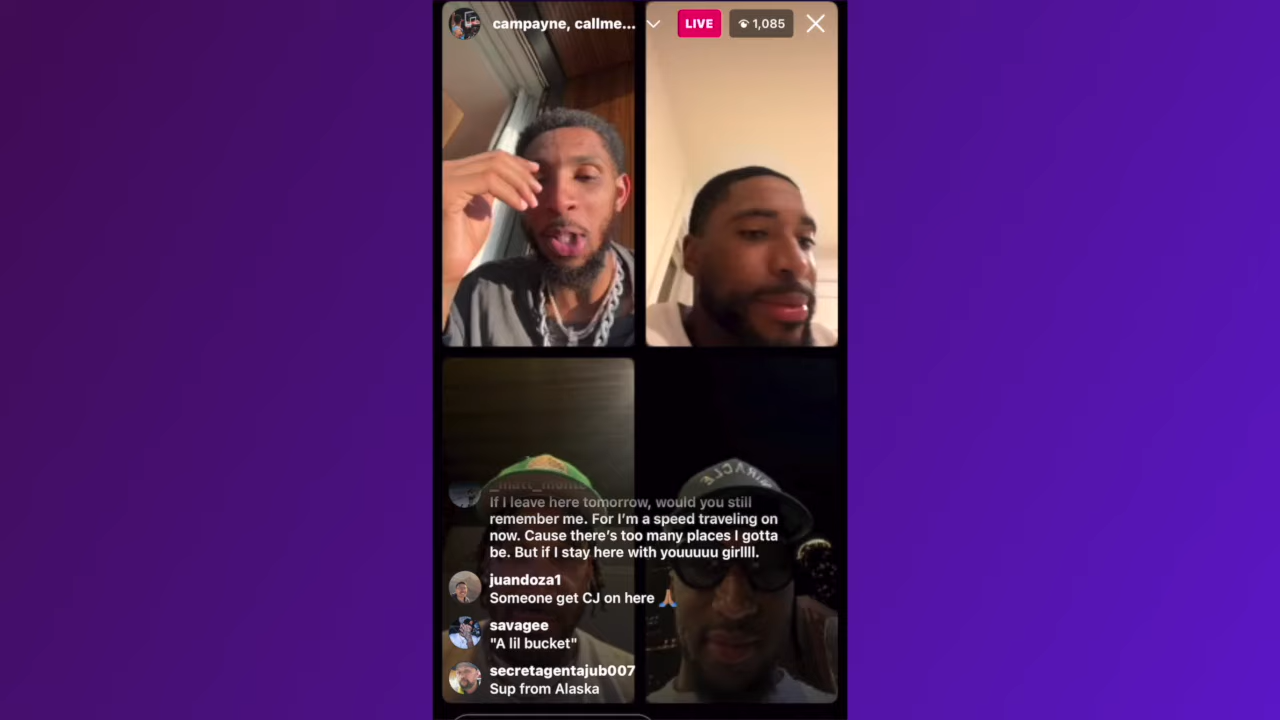 campayne, callme...
LIVE
1,085
MIRACLE
_matt_mont
If I leave here tomorrow, would you still
remember me. For I’m a speed traveling on
now. Cause there’s too many places I gotta
be. But if I stay here with youuuuu girllll.
juandoza1
Someone get CJ on here 🙏🏽
savagee
"A lil bucket"
secretagentajub007
Sup from Alaska